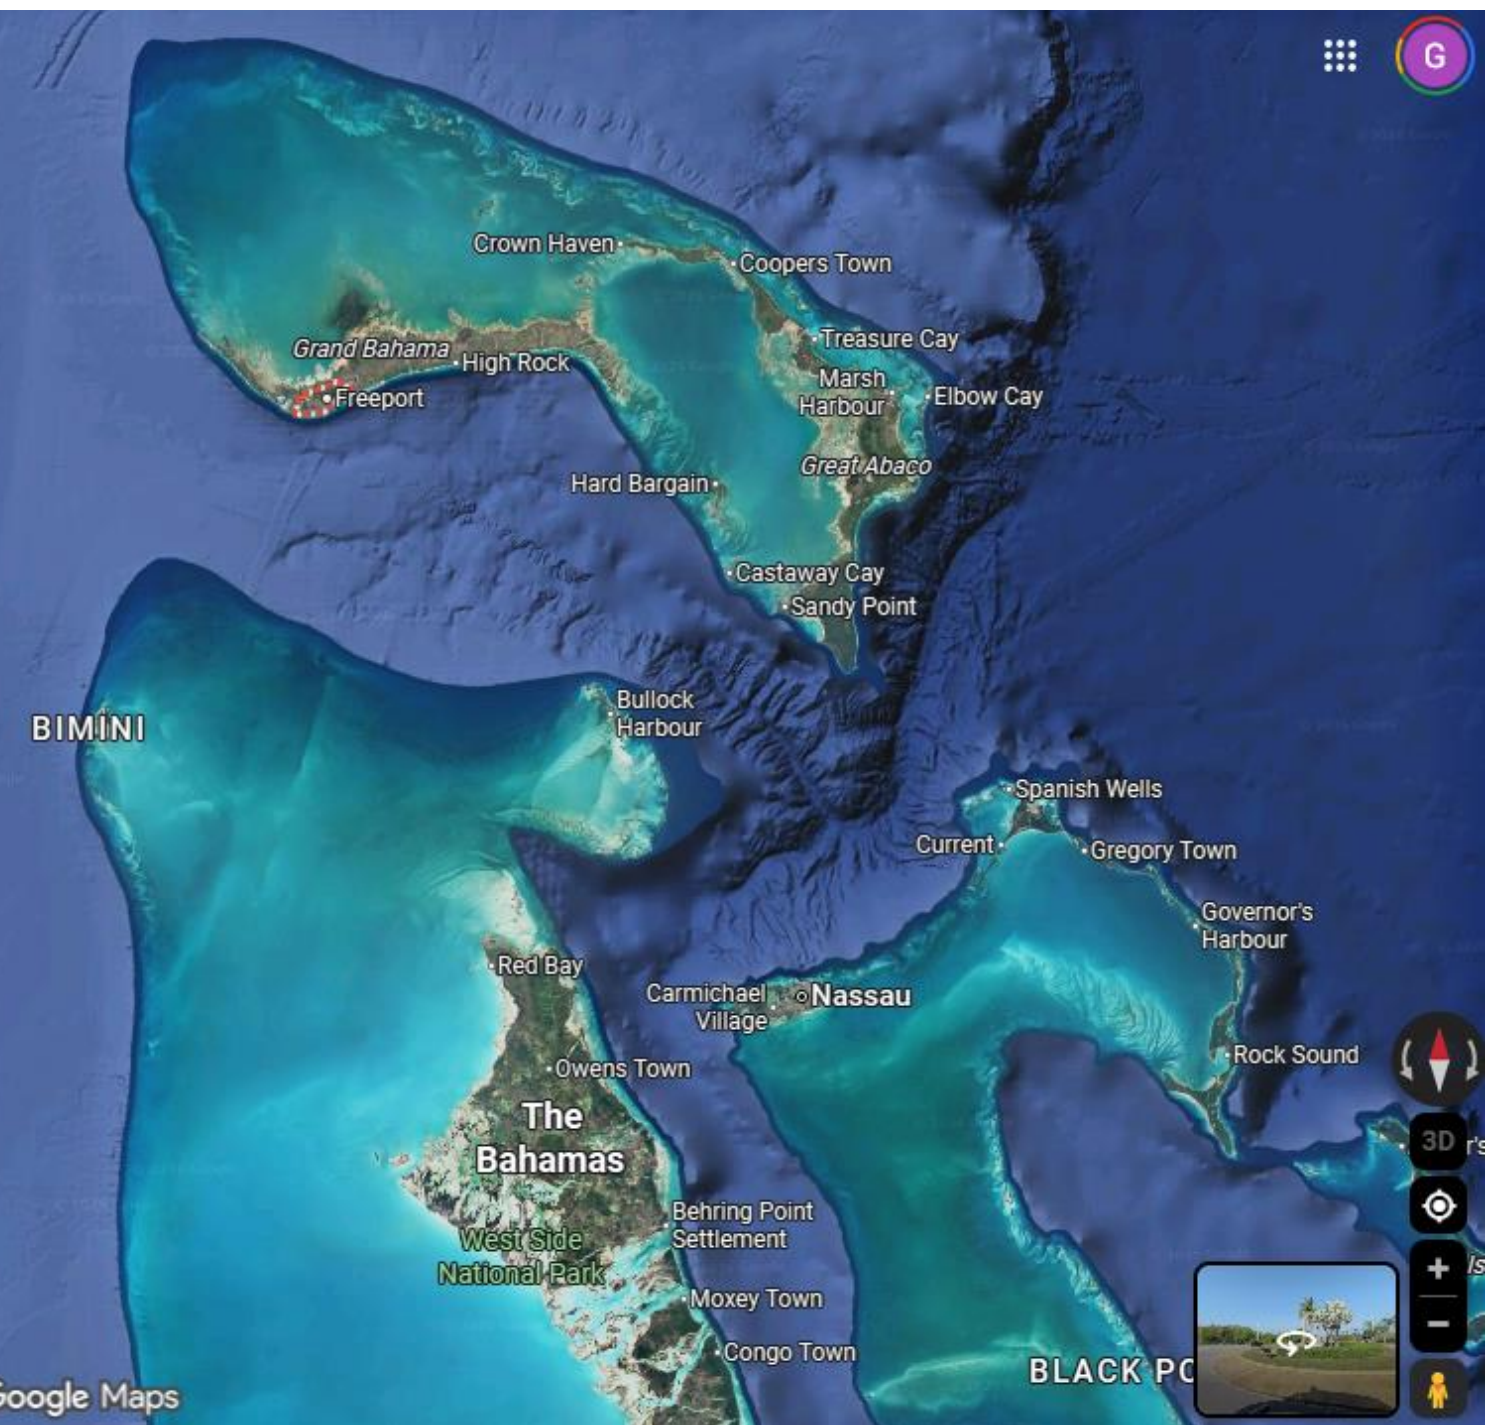 G
Crown Haven
Coopers Town
Grand Bahama
High Rock
Freeport
Treasure Cay
Marsh
Harbour
Elbow Cay
Great Abaco
Hard Bargain
Castaway Cay
Sandy Point
BIMINI
Bullock
Harbour
Spanish Wells
Current
Gregory Town
Governor's
Harbour
Red Bay
Carmichael
Village
Nassau
Rock Sound
Owens Town
The
Bahamas
3D
r's
Behring Point
Settlement
West Side
National Park
Moxey Town
Congo Town
BLACK PO
Is
Google Maps